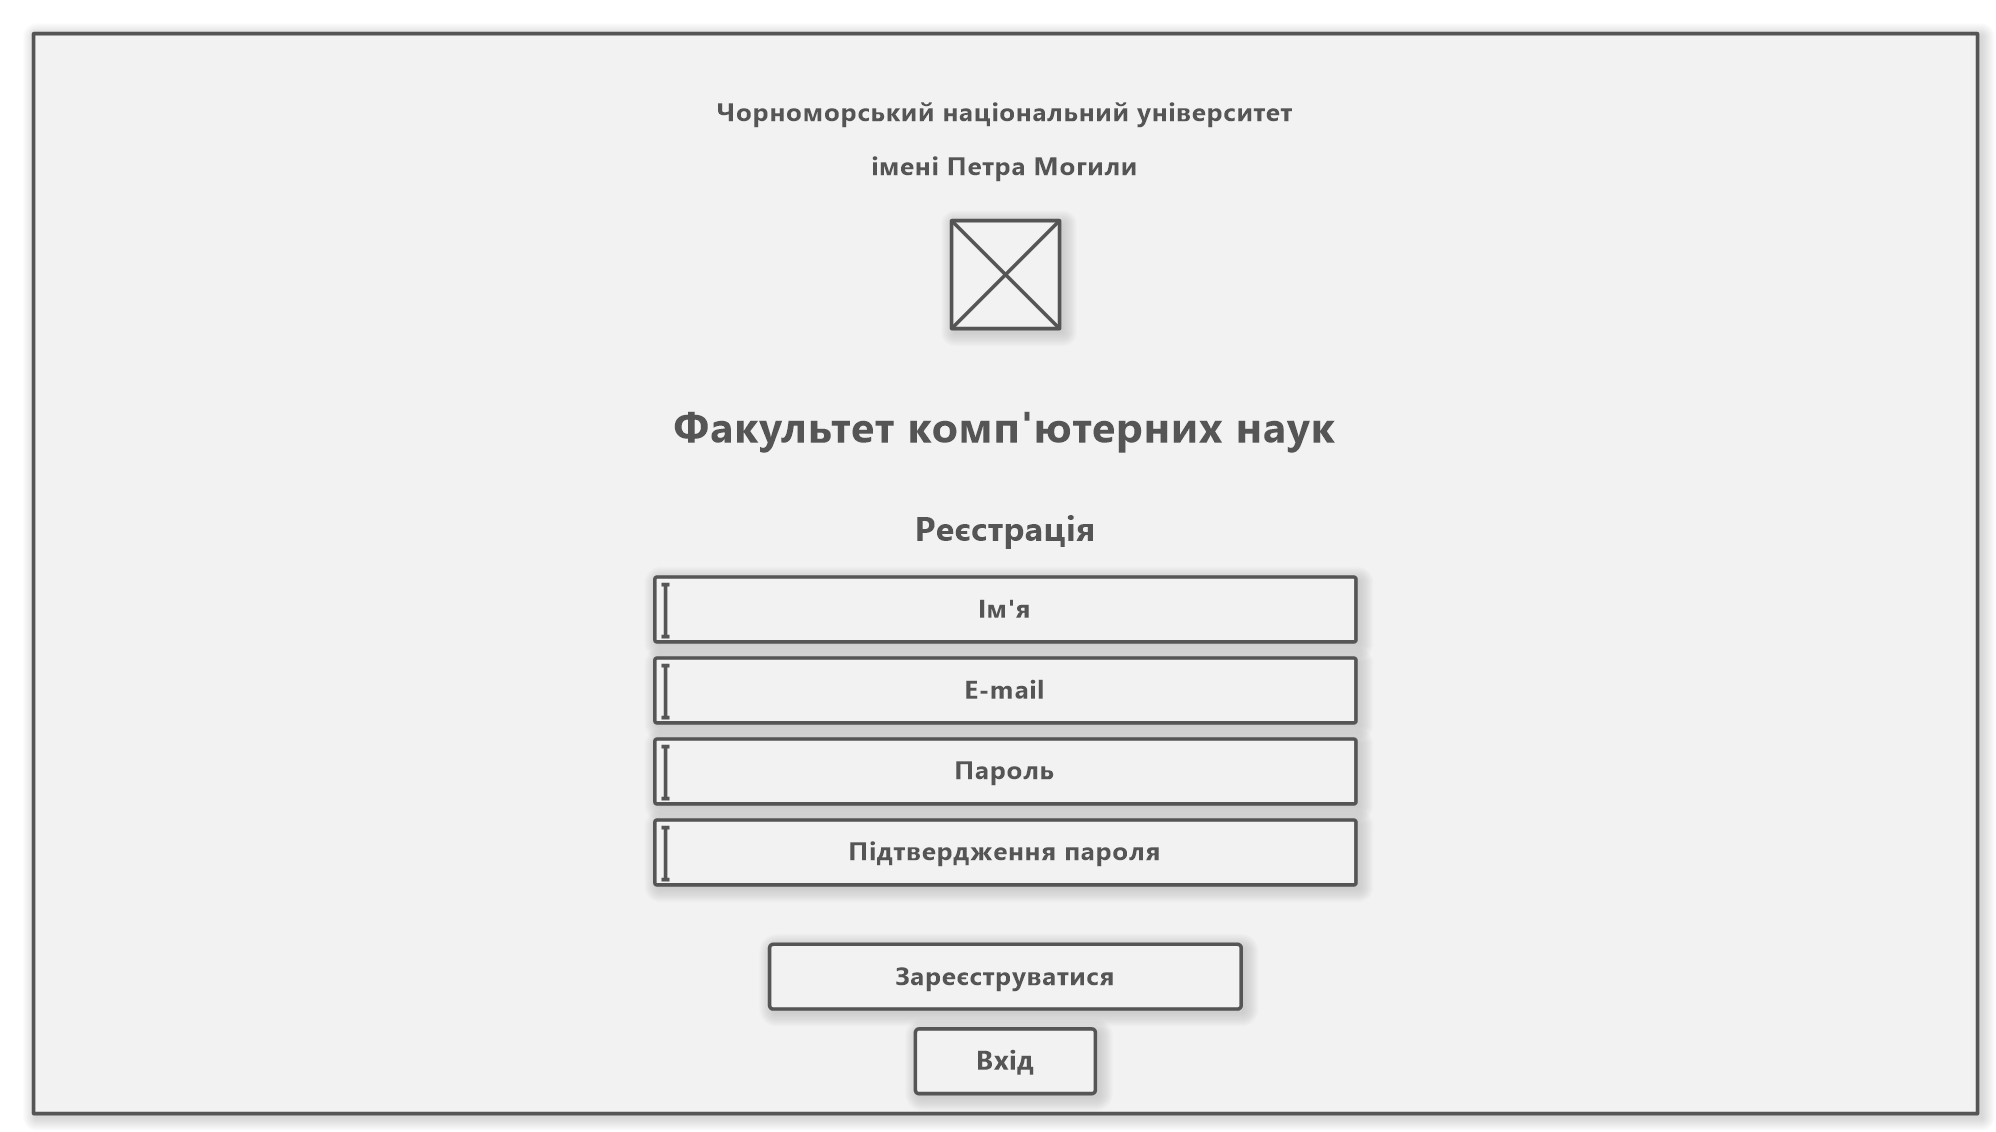 Чорноморський національний університет
імені Петра Могили
Факультет комп'ютерних наук
Реєстрація
Ім'я
E-mail
Пароль
Підтвердження пароля
Зареєструватися
Вхід